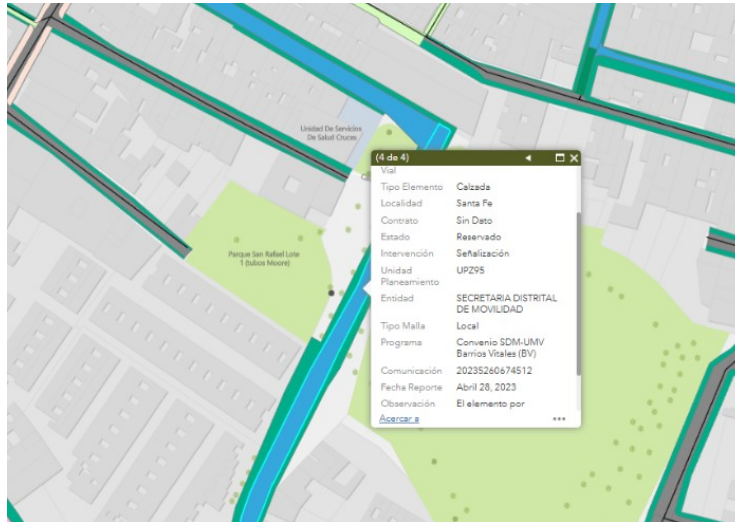 Unidad De Servicios
De Salud Cruces
Parque San Rafael Lote
1 (tubos Moore)
(4 de 4)
Vial
Tipo Elemento Calzada
Localidad Santa Fe
Contrato Sin Dato
Estado Reservado
Intervención Señalización
Unidad UPZ95
Planeamiento
Entidad SECRETARIA DISTRITAL
DE MOVILIDAD
Tipo Malla Local
Programa Convenio SDM-UMV
Barrios Vitales (BV)
Comunicación 20235260674512
Fecha Reporte Abril 28, 2023
Observación El elemento por
Acercar a